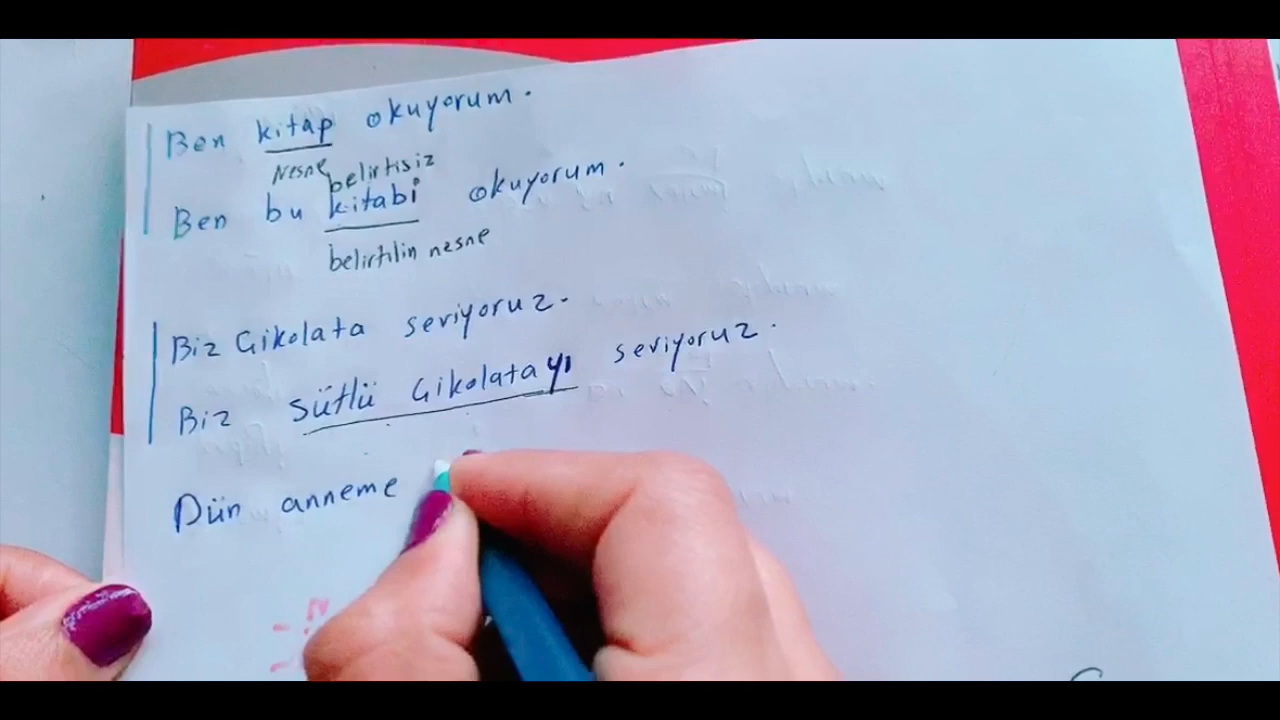 Ben kitap okuyorum.
Nesne belirtisiz
Ben bu kitabi okuyorum.
belirtilin nesne
Biz Çikolata seviyoruz.
Biz sütlü Çikolatayı seviyoruz.
Dün anneme